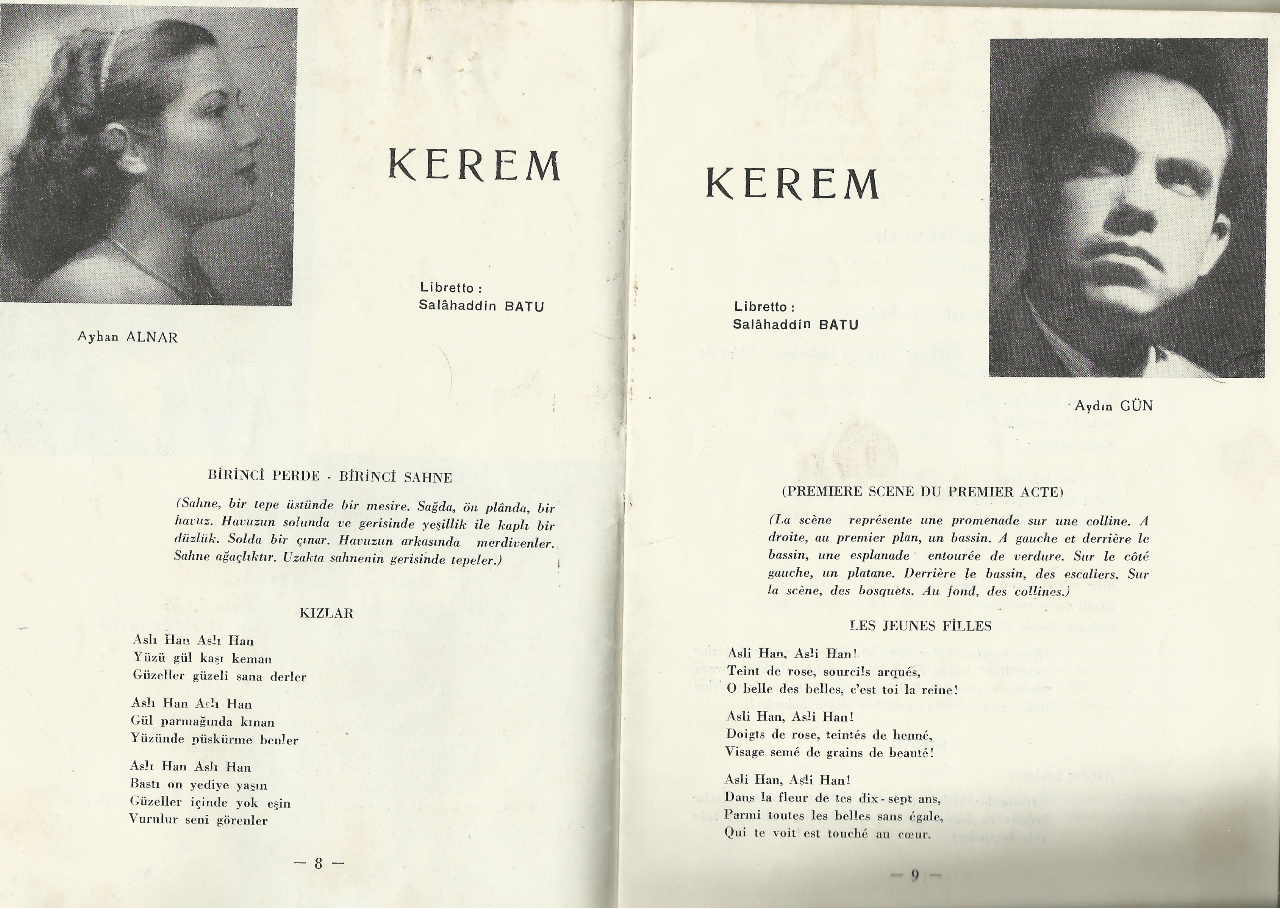 KEREM
Libretto :
Salâhaddin BATU
Ayhan ALNAR
BİRİNCİ PERDE - BİRİNCİ SAHNE
(Sahne, bir tepe üstünde bir mesire. Sağda, ön plânda, bir
havuz. Havuzun solunda ve gerisinde yeşillik ile kaplı bir
düzlük. Solda bir çınar. Havuzun arkasında merdivenler.
Sahne ağaçlıktır. Uzakta sahnenin gerisinde tepeler.)
KIZLAR
Aslı Han Aslı Han
Yüzü gül kaşı keman
Güzeller güzeli sana derler
Aslı Han Aslı Han
Gül parmağında kınan
Yüzünde püskürme benler
Aslı Han Aslı Han
Bastı on yediye yaşın
Güzeller içinde yok eşin
Vurulur seni görenler
— 8 —
KEREM
Libretto :
Salâhaddin BATU
Aydın GÜN
(PREMIERE SCENE DU PREMIER ACTE)
(La scène représente une promenade sur une colline. A
droite, au premier plan, un bassin. A gauche et derrière le
bassin, une esplanade entourée de verdure. Sur le côté
gauche, un platane. Derrière le bassin, des escaliers. Sur
la scène, des bosquets. Au fond, des collines.)
LES JEUNES FİLLES
Asli Han, Asli Han!
Teint de rose, sourcils arqués,
O belle des belles, c'est toi la reine!
Asli Han, Asli Han!
Doigts de rose, teintés de henné,
Visage semé de grains de beauté!
Asli Han, Asli Han!
Dans la fleur de tes dix-sept ans,
Parmi toutes les belles sans égale,
Qui te voit est touché au cœur.
— 9 —